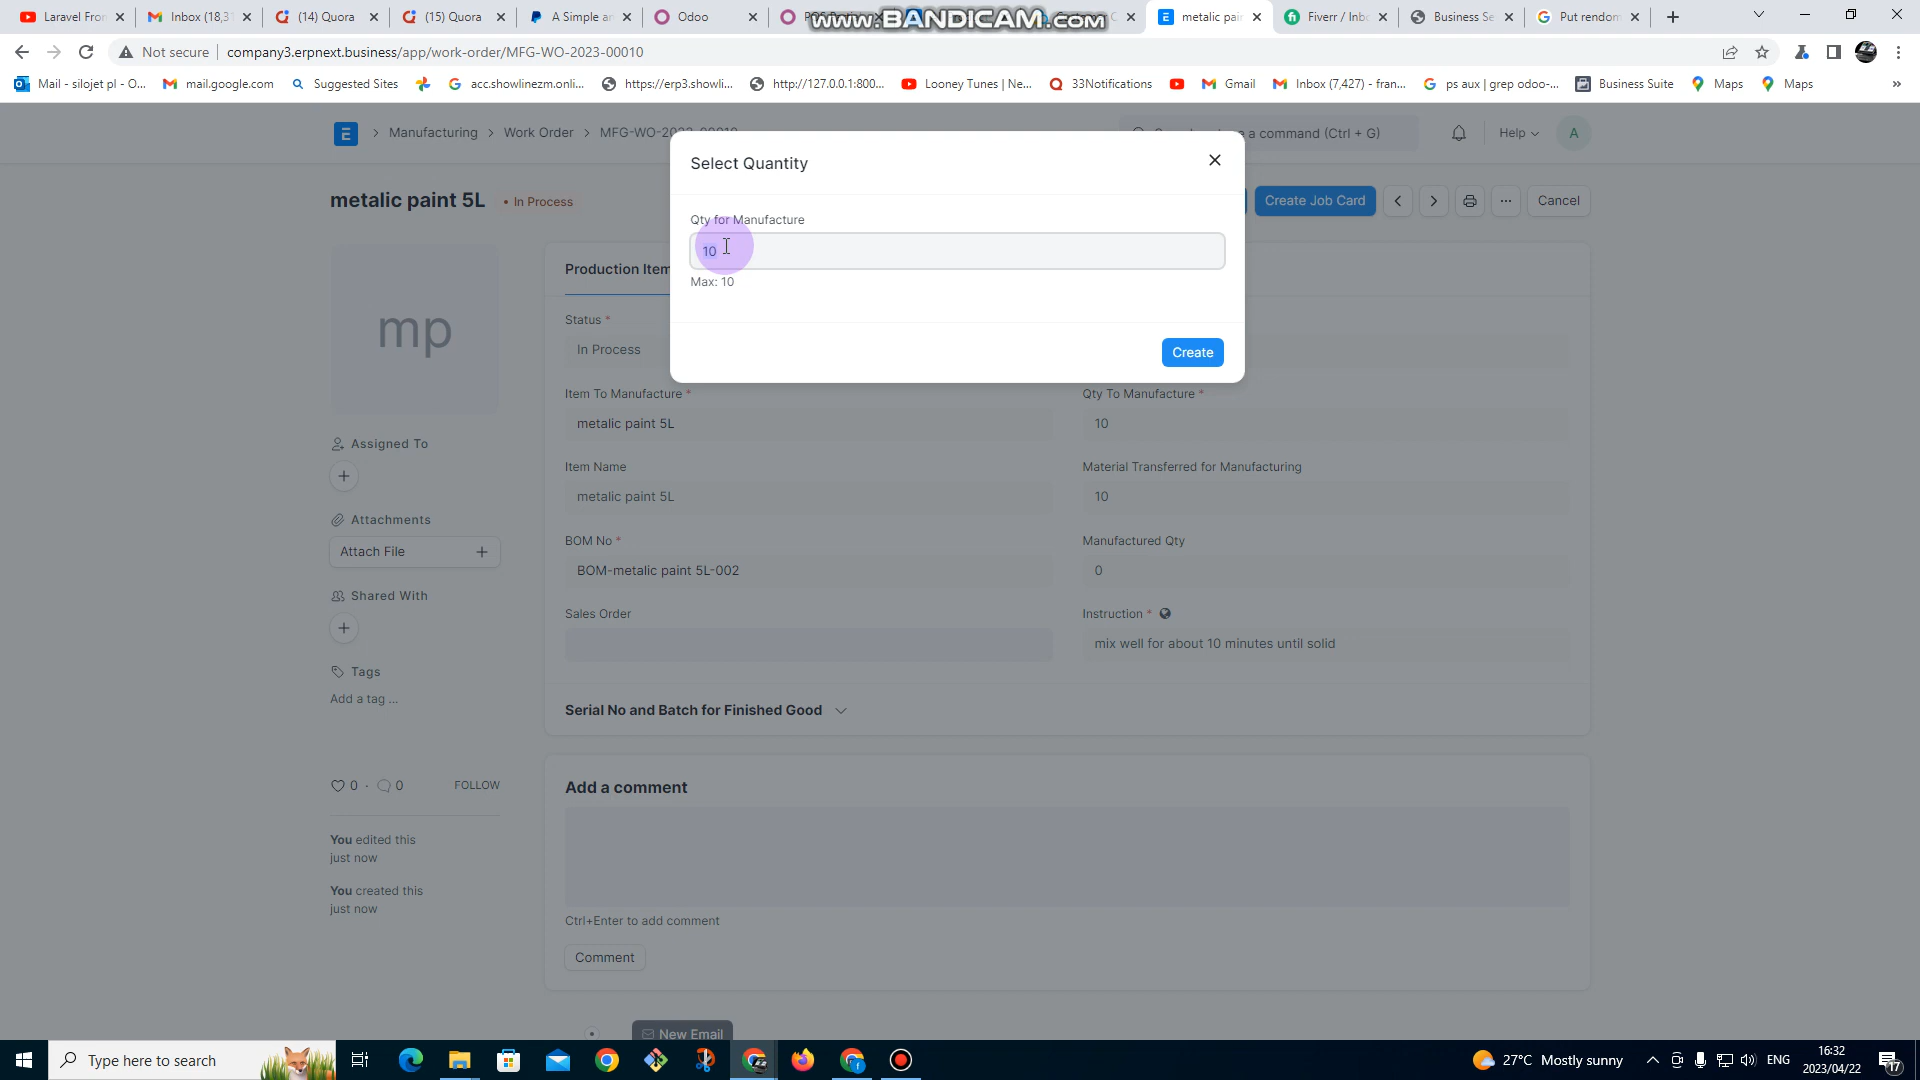 Laravel Fron
Inbox (18,31
(14) Quora
(15) Quora
A Simple an
Odoo
www.BANDICAM.com
metalic pain
Fiverr / Inbo
Business Se
Put rendom
Not secure
company3.erpnext.business/app/work-order/MFG-WO-2023-00010
Mail - silojet pl - O...
mail.google.com
Suggested Sites
acc.showlinezm.onli...
https://erp3.showli...
http://127.0.0.1:800...
Looney Tunes | Ne...
33Notifications
Gmail
Inbox (7,427) - fran...
ps aux | grep odoo-...
Business Suite
Maps
Maps
»
E
Manufacturing
Work Order
MFG-WO-2023-00010
a command (Ctrl + G)
Help
A
metalic paint 5L
In Process
Create Job Card
Cancel
Select Quantity
Qty for Manufacture
10
Max: 10
Create
mp
Assigned To
Attachments
Attach File
Shared With
Tags
Add a tag ...
0 · 0
FOLLOW
You edited this
just now
You created this
just now
Production Item
Status *
In Process
Item To Manufacture *
metalic paint 5L
Qty To Manufacture *
10
Item Name
metalic paint 5L
Material Transferred for Manufacturing
10
BOM No *
BOM-metalic paint 5L-002
Manufactured Qty
0
Sales Order
Instruction *
mix well for about 10 minutes until solid
Serial No and Batch for Finished Good
Add a comment
Ctrl+Enter to add comment
Comment
New Email
Type here to search
27°C Mostly sunny
ENG
16:32
2023/04/22
17